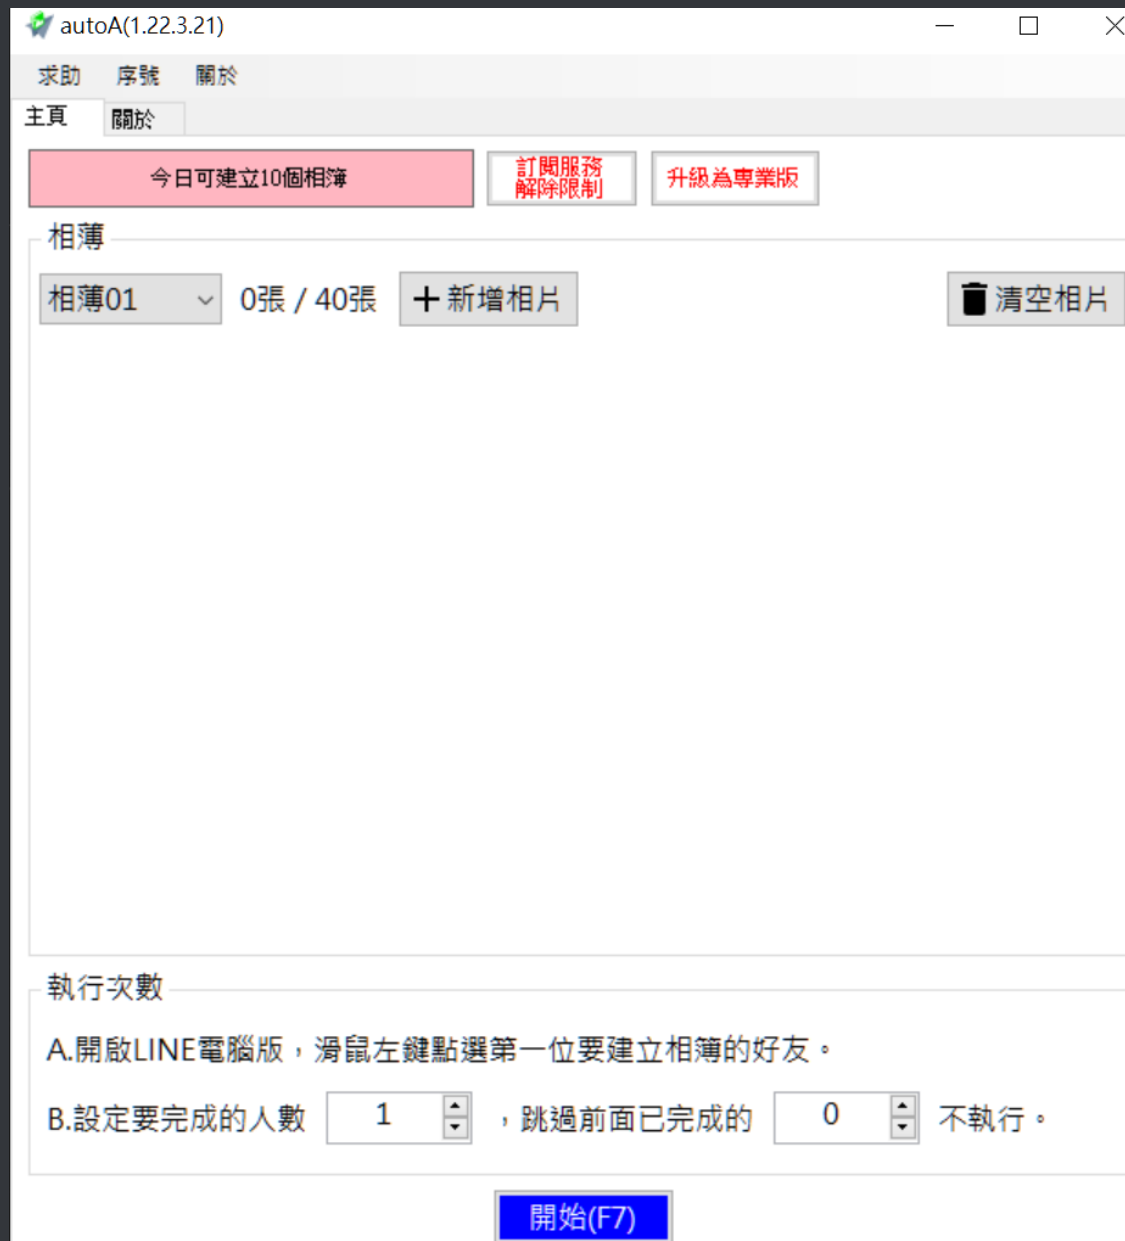 autoA(1.22.3.21)
求助 序號 關於
主頁 關於
今日可建立10個相簿 訂閱服務 升級為專業版
解除限制
相薄
相薄01 0張 / 40張 +新增相片 清空相片
執行次數
A.開啟LINE電腦版，滑鼠左鍵點選第一位要建立相簿的好友。
B.設定要完成的人數 1 ，跳過前面已完成的 0 不執行。
開始(F7)